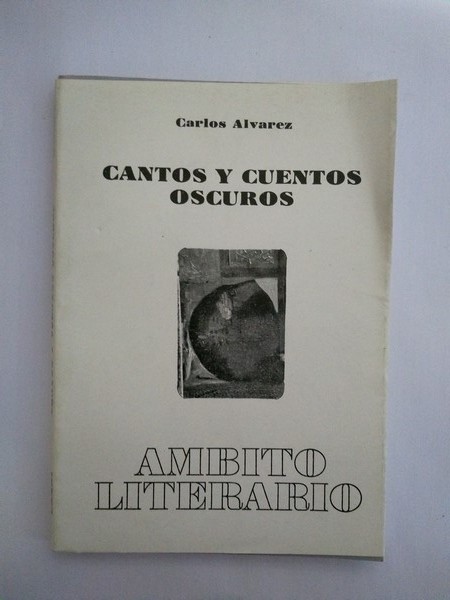 Carlos Alvarez
CANTOS Y CUENTOS
OSCUROS
AMBITO
LITERARIO